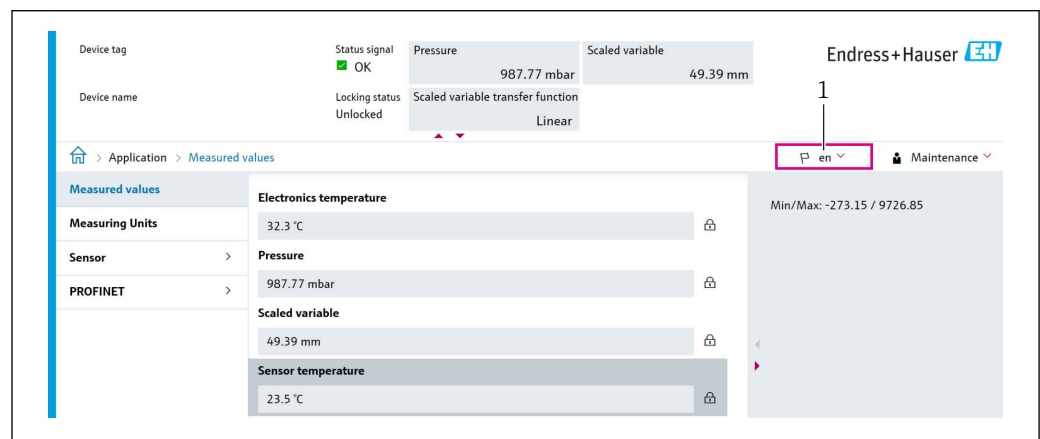 Device tag
Status signal
OK
Pressure
987.77 mbar
Scaled variable
49.39 mm
Endress+Hauser EH
Device name
Locking status
Unlocked
Scaled variable transfer function
Linear
1
Application > Measured values
en
Maintenance
Measured values
Measuring Units
Sensor >
PROFINET >
Electronics temperature
32.3 °C
Pressure
987.77 mbar
Scaled variable
49.39 mm
Sensor temperature
23.5 °C
Min/Max: -273.15 / 9726.85